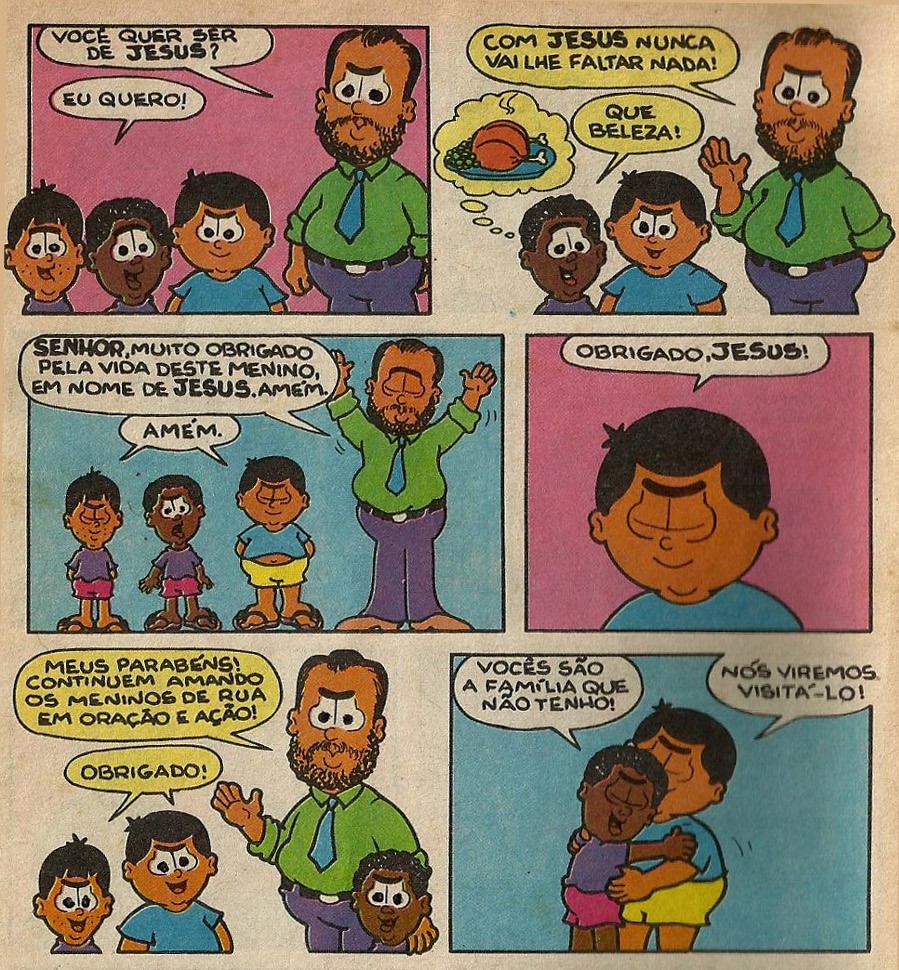 VOCÊ QUER SER
DE JESUS?
EU QUERO!
COM JESUS NUNCA
VAI LHE FALTAR NADA!
QUE
BELEZA!
SENHOR, MUITO OBRIGADO
PELA VIDA DESTE MENINO,
EM NOME DE JESUS. AMÉM.
AMÉM.
OBRIGADO, JESUS!
MEUS PARABÉNS!
CONTINUEM AMANDO
OS MENINOS DE RUA
EM ORAÇÃO E AÇÃO!
OBRIGADO!
VOCÊS SÃO
A FAMÍLIA QUE
NÃO TENHO!
NÓS VIREMOS
VISITÁ-LO!